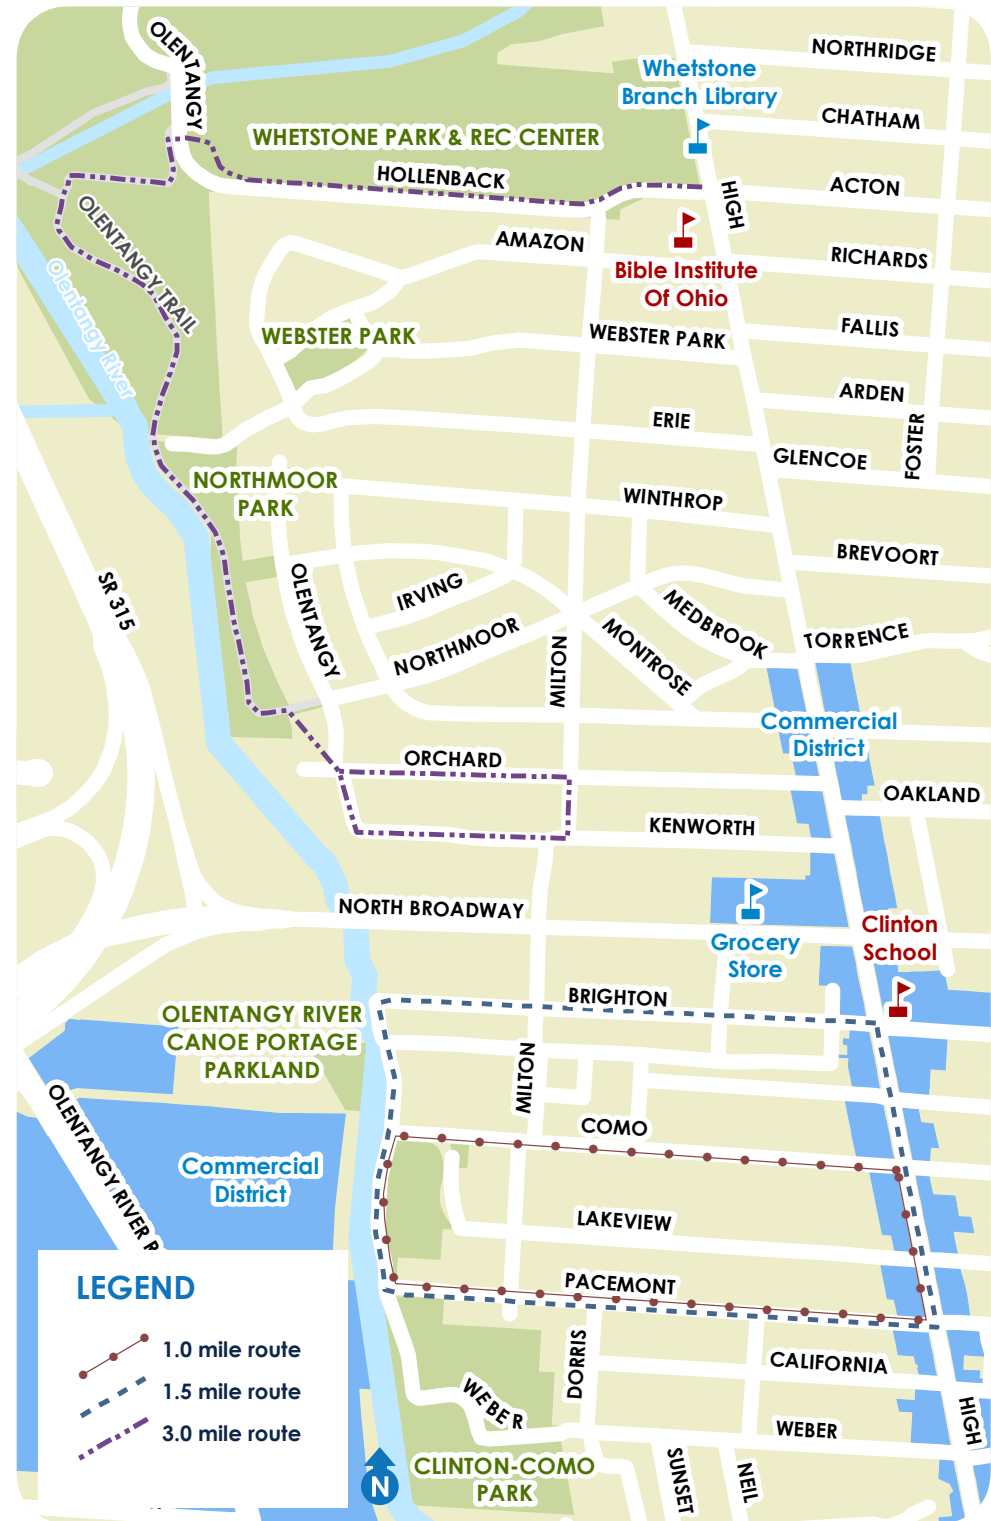 OLENTANGY
NORTHRIDGE
Whetstone
Branch Library
CHATHAM
WHETSTONE PARK & REC CENTER
HOLLENBACK
ACTON
HIGH
OLENTANGY TRAIL
AMAZON
RICHARDS
Bible Institute
Of Ohio
Olentangy River
WEBSTER PARK
WEBSTER PARK
FALLIS
ARDEN
ERIE
FOSTER
GLENCOE
NORTHMOOR
PARK
WINTHROP
BREVOORT
SR 315
OLENTANGY
IRVING
NORTHMOOR
MEDBROOK
MONTROSE
TORRENCE
MILTON
Commercial
District
ORCHARD
OAKLAND
KENWORTH
NORTH BROADWAY
Grocery
Store
Clinton
School
BRIGHTON
OLENTANGY RIVER
CANOE PORTAGE
PARKLAND
MILTON
OLENTANGY RIVER R
COMO
Commercial
District
LAKEVIEW
PACEMONT
LEGEND
1.0 mile route
1.5 mile route
3.0 mile route
DORRIS
CALIFORNIA
WEBER
HIGH
WEBER
CLINTON-COMO
PARK
SUNSET
NEIL
N